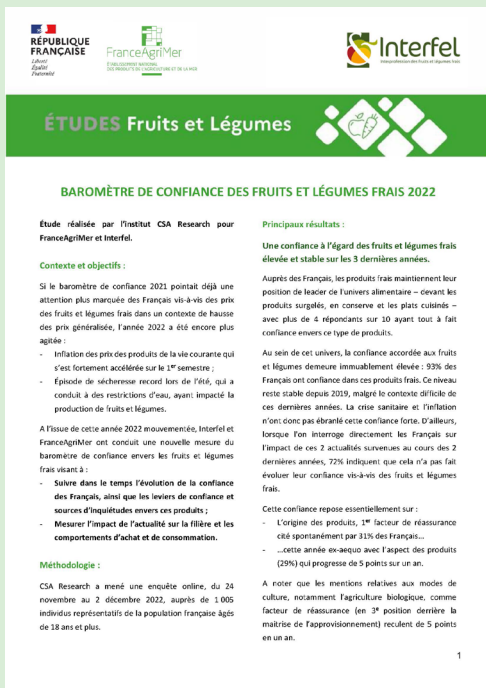 RÉPUBLIQUE
FRANÇAISE
Liberté
Égalité
Fraternité
FranceAgriMer
ÉTABLISSEMENT NATIONAL
DES PRODUITS DE L'AGRICULTURE ET DE LA MER
Interfel
Interprofession des fruits et légumes frais
ÉTUDES Fruits et Légumes
BAROMÈTRE DE CONFIANCE DES FRUITS ET LÉGUMES FRAIS 2022
Étude réalisée par l'institut CSA Research pour
FranceAgriMer et Interfel.
Contexte et objectifs :
Si le baromètre de confiance 2021 pointait déjà une
attention plus marquée des Français vis-à-vis des prix
des fruits et légumes frais dans un contexte de hausse
des prix généralisée, l'année 2022 a été encore plus
agitée :
- Inflation des prix des produits de la vie courante qui
s'est fortement accélérée sur le 1er semestre ;
- Épisode de sécheresse record lors de l'été, qui a
conduit à des restrictions d'eau, ayant impacté la
production de fruits et légumes.
A l'issue de cette année 2022 mouvementée, Interfel et
FranceAgriMer ont conduit une nouvelle mesure du
baromètre de confiance envers les fruits et légumes
frais visant à :
- Suivre dans le temps l'évolution de la confiance
des Français, ainsi que les leviers de confiance et
sources d'inquiétudes envers ces produits ;
- Mesurer l'impact de l'actualité sur la filière et les
comportements d'achat et de consommation.
Méthodologie :
CSA Research a mené une enquête online, du 24
novembre au 2 décembre 2022, auprès de 1 005
individus représentatifs de la population française âgés
de 18 ans et plus.
Principaux résultats :
Une confiance à l'égard des fruits et légumes frais
élevée et stable sur les 3 dernières années.
Auprès des Français, les produits frais maintiennent leur
position de leader de l'univers alimentaire – devant les
produits surgelés, en conserve et les plats cuisinés –
avec plus de 4 répondants sur 10 ayant tout à fait
confiance envers ce type de produits.
Au sein de cet univers, la confiance accordée aux fruits
et légumes demeure immuablement élevée : 93% des
Français ont confiance dans ces produits frais. Ce niveau
reste stable depuis 2019, malgré le contexte difficile de
ces dernières années. La crise sanitaire et l'inflation
n'ont donc pas ébranlé cette confiance forte. D'ailleurs,
lorsque l'on interroge directement les Français sur
l'impact de ces 2 actualités survenues au cours des 2
dernières années, 72% indiquent que cela n'a pas fait
évoluer leur confiance vis-à-vis des fruits et légumes
frais.
Cette confiance repose essentiellement sur :
- L'origine des produits, 1er facteur de réassurance
cité spontanément par 31% des Français…
- …cette année ex-aequo avec l'aspect des produits
(29%) qui progresse de 5 points sur un an.
A noter que les mentions relatives aux modes de
culture, notamment l'agriculture biologique, comme
facteur de réassurance (en 3e position derrière la
maitrise de l'approvisionnement) reculent de 5 points
en un an.
1